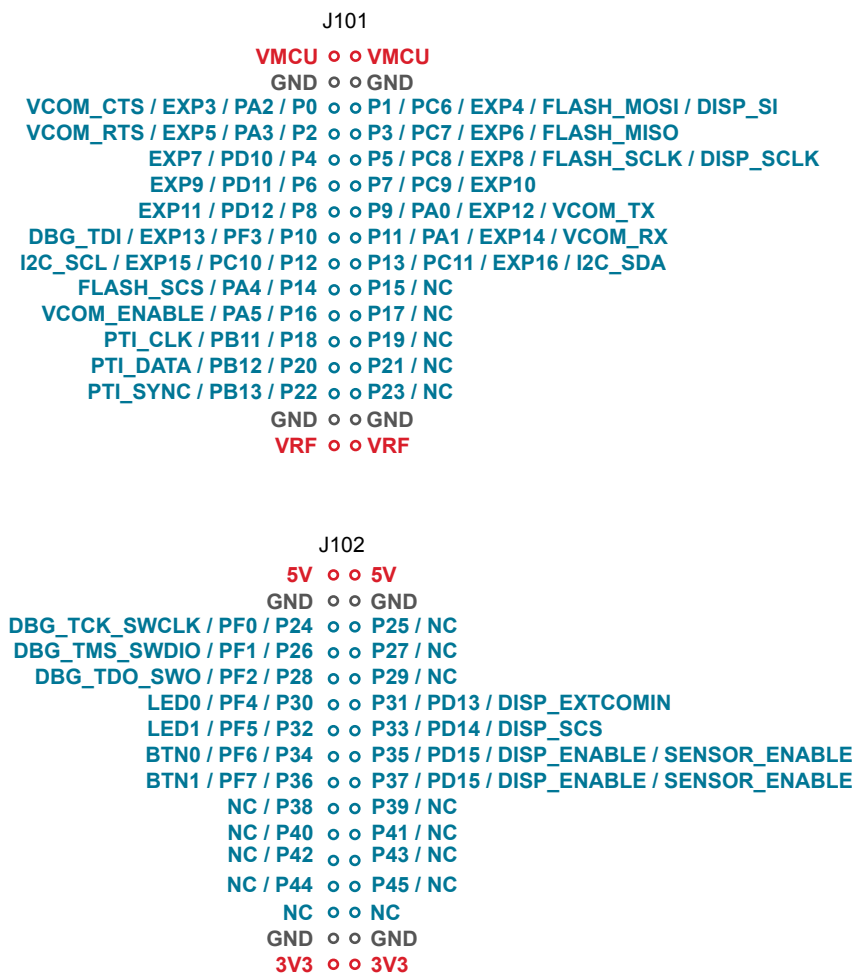 J101
VMCU VMCU
GND GND
VCOM_CTS / EXP3 / PA2 / P0 P1 / PC6 / EXP4 / FLASH_MOSI / DISP_SI
VCOM_RTS / EXP5 / PA3 / P2 P3 / PC7 / EXP6 / FLASH_MISO
EXP7 / PD10 / P4 P5 / PC8 / EXP8 / FLASH_SCLK / DISP_SCLK
EXP9 / PD11 / P6 P7 / PC9 / EXP10
EXP11 / PD12 / P8 P9 / PA0 / EXP12 / VCOM_TX
DBG_TDI / EXP13 / PF3 / P10 P11 / PA1 / EXP14 / VCOM_RX
I2C_SCL / EXP15 / PC10 / P12 P13 / PC11 / EXP16 / I2C_SDA
FLASH_SCS / PA4 / P14 P15 / NC
VCOM_ENABLE / PA5 / P16 P17 / NC
PTI_CLK / PB11 / P18 P19 / NC
PTI_DATA / PB12 / P20 P21 / NC
PTI_SYNC / PB13 / P22 P23 / NC
GND GND
VRF VRF
J102
5V 5V
GND GND
DBG_TCK_SWCLK / PF0 / P24 P25 / NC
DBG_TMS_SWDIO / PF1 / P26 P27 / NC
DBG_TDO_SWO / PF2 / P28 P29 / NC
LED0 / PF4 / P30 P31 / PD13 / DISP_EXTCOMIN
LED1 / PF5 / P32 P33 / PD14 / DISP_SCS
BTN0 / PF6 / P34 P35 / PD15 / DISP_ENABLE / SENSOR_ENABLE
BTN1 / PF7 / P36 P37 / PD15 / DISP_ENABLE / SENSOR_ENABLE
NC / P38 P39 / NC
NC / P40 P41 / NC
NC / P42 P43 / NC
NC / P44 P45 / NC
NC NC
GND GND
3V3 3V3